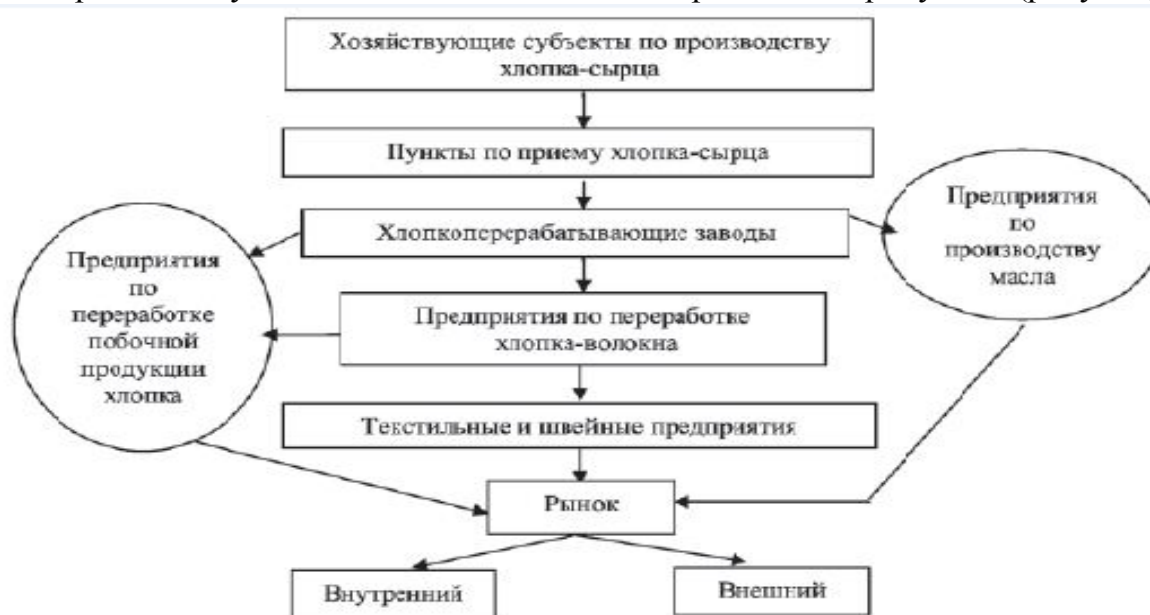 Хозяйствующие субъекты по производству
хлопка-сырца
Пункты по приему хлопка-сырца
Хлопкоперерабатывающие заводы
Предприятия
по
производству
масла
Предприятия
по
переработке
побочной
продукции
хлопка
Предприятия по переработке
хлопка-волокна
Текстильные и швейные предприятия
Рынок
Внутренний
Внешний